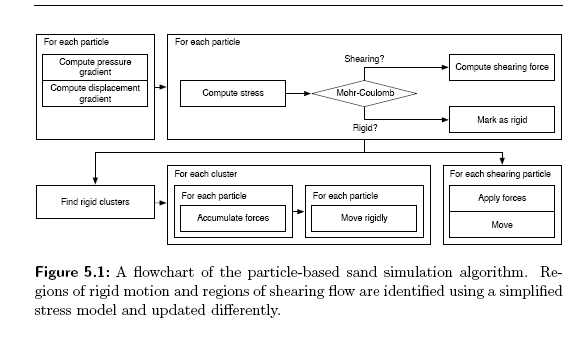 For each particle
Compute pressure
gradient
Compute displacement
gradient
For each particle
Compute stress
Shearing?
Mohr-Coulomb
Rigid?
Compute shearing force
Mark as rigid
Find rigid clusters
For each cluster
For each particle
Accumulate forces
For each particle
Move rigidly
For each shearing particle
Apply forces
Move
Figure 5.1: A flowchart of the particle-based sand simulation algorithm. Re-
gions of rigid motion and regions of shearing flow are identified using a simplified
stress model and updated differently.